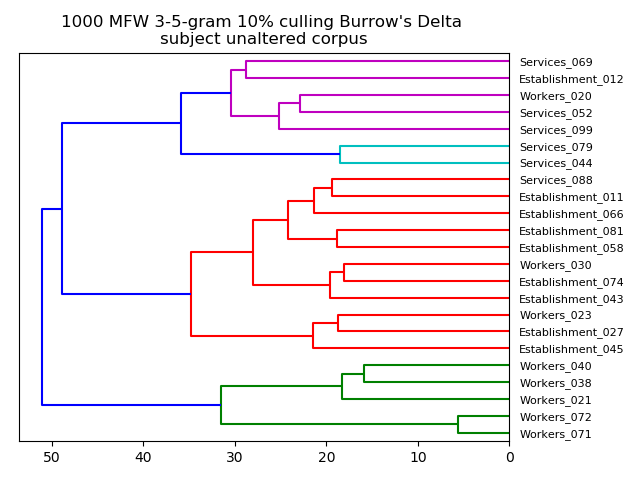 1000 MFW 3-5-gram 10% culling Burrow's Delta
subject unaltered corpus
Services_069
Establishment_012
Workers_020
Services_052
Services_099
Services_079
Services_044
Services_088
Establishment_011
Establishment_066
Establishment_081
Establishment_058
Workers_030
Establishment_074
Establishment_043
Workers_023
Establishment_027
Establishment_045
Workers_040
Workers_038
Workers_021
Workers_072
Workers_071
50 40 30 20 10 0